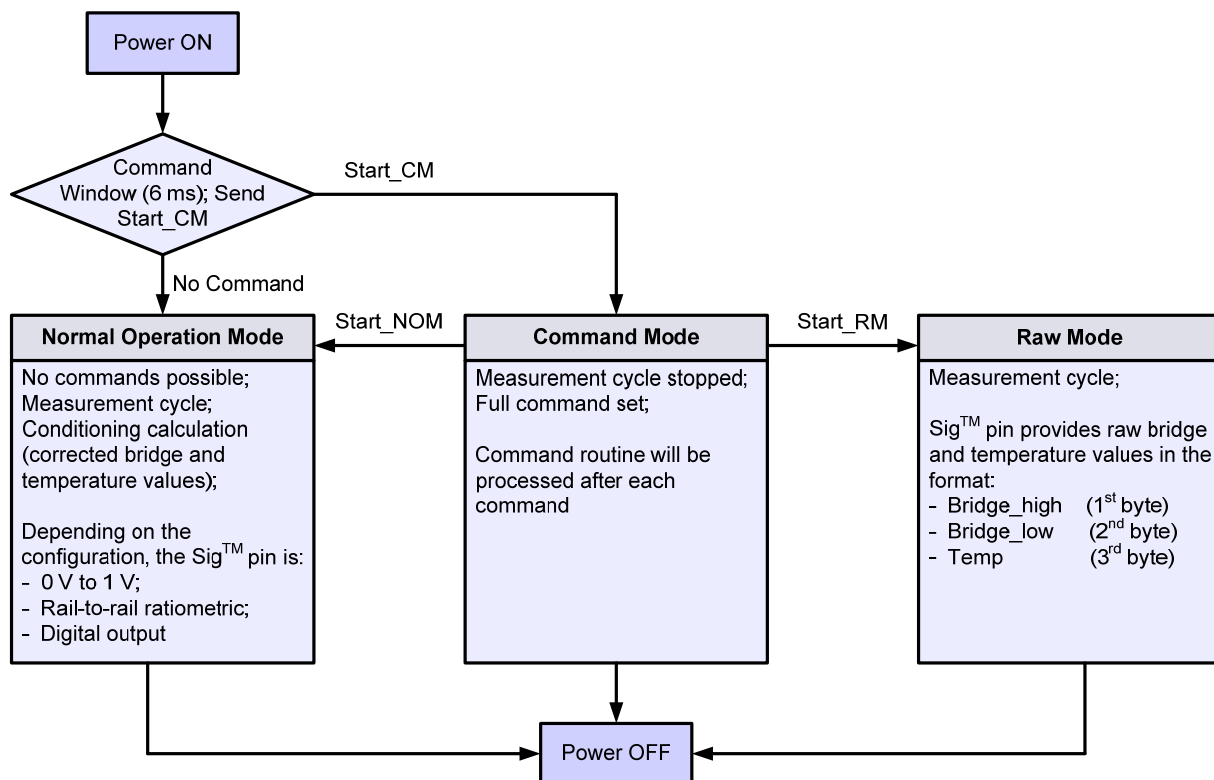 Power ON
Command
Window (6 ms); Send
Start_CM
Start_CM
No Command
Normal Operation Mode
No commands possible;
Measurement cycle;
Conditioning calculation
(corrected bridge and
temperature values);
Depending on the
configuration, the Sig™ pin is:
- 0 V to 1 V;
- Rail-to-rail ratiometric;
- Digital output
Start_NOM
Command Mode
Measurement cycle stopped;
Full command set;
Command routine will be
processed after each
command
Start_RM
Raw Mode
Measurement cycle;
Sig™ pin provides raw bridge
and temperature values in the
format:
- Bridge_high (1st byte)
- Bridge_low (2nd byte)
- Temp (3rd byte)
Power OFF